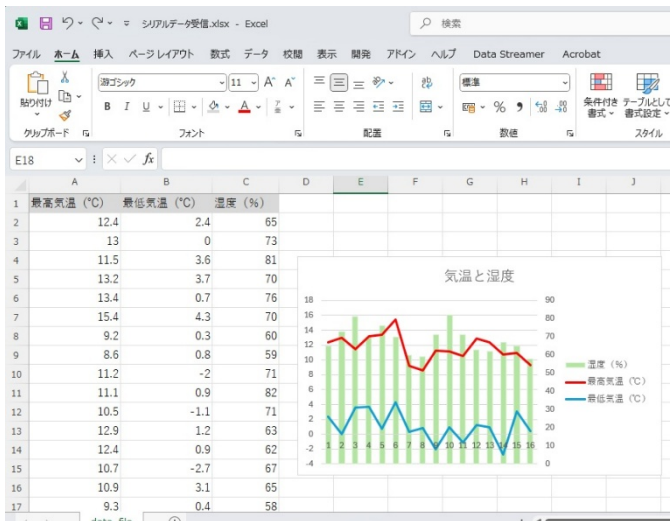 シリアルデータ受信.xlsx - Excel
検索
ファイル ホーム 挿入 ページレイアウト 数式 データ 校閲 表示 開発 アドイン ヘルプ Data Streamer Acrobat
貼り付け
游ゴシック 11 A A
B I U A
標準
% 9
条件付き書式
テーブルとして書式設定
クリップボード フォント 配置 数値 スタイル
E18 fx
A B C D E F G H I J
1 最高気温（℃） 最低気温（℃） 湿度（%）
2 12.4 2.4 65
3 13 0 73
4 11.5 3.6 81
5 13.2 3.7 70
6 13.4 0.7 76
7 15.4 4.3 70
8 9.2 0.3 60
9 8.6 0.8 59
10 11.2 -2 71
11 11.1 0.9 82
12 10.5 -1.1 71
13 12.9 1.2 63
14 12.4 0.9 62
15 10.7 -2.7 67
16 10.9 3.1 65
17 9.3 0.4 58
気温と湿度
18 16 14 12 10 8 6 4 2 0 -2 -4
90 80 70 60 50 40 30 20 10 0
1 2 3 4 5 6 7 8 9 10 11 12 13 14 15 16
湿度（%）
最高気温（℃）
最低気温（℃）